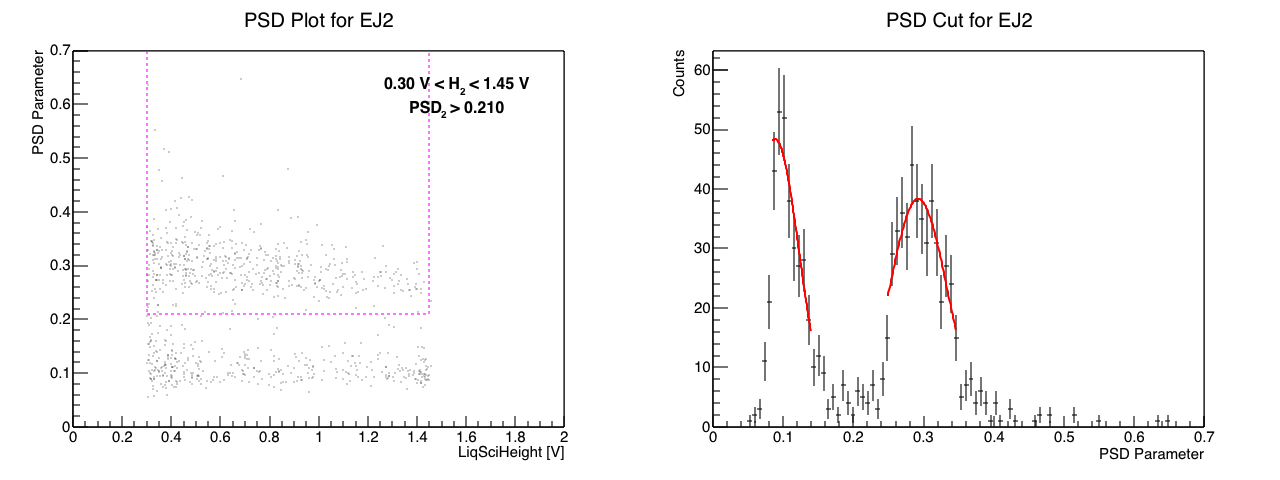 PSD Plot for EJ2
PSD Parameter
0.7
0.6
0.5
0.4
0.3
0.2
0.1
0
0.30 V < H2 < 1.45 V
PSD2 > 0.210
0 0.2 0.4 0.6 0.8 1 1.2 1.4 1.6 1.8 2
LiqSciHeight [V]
PSD Cut for EJ2
Counts
60
50
40
30
20
10
0
0 0.1 0.2 0.3 0.4 0.5 0.6 0.7
PSD Parameter